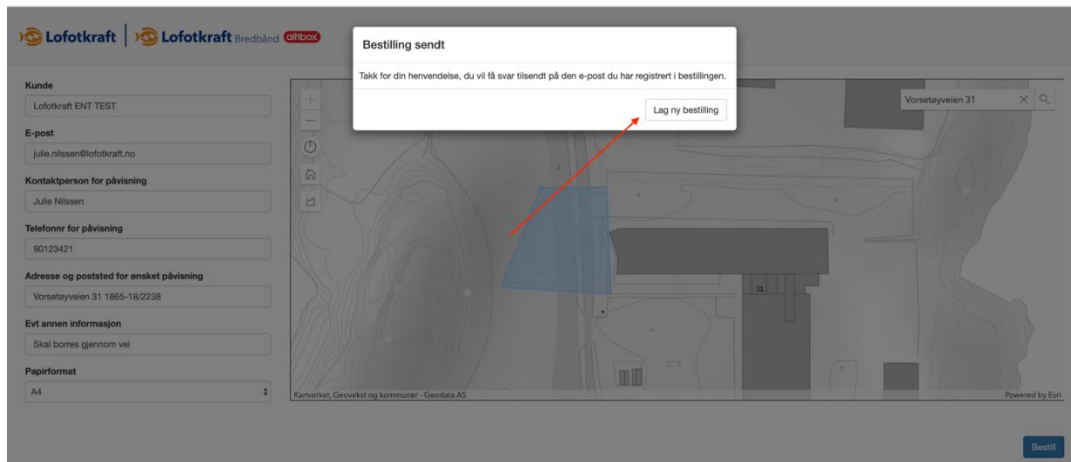 Lofotkraft Lofotkraft Bredbånd altibox
Bestilling sendt
Takk for din henvendelse, du vil få svar tilsendt på den e-post du har registrert i bestillingen.
Lag ny bestilling
Kunde
Lofotkraft ENT TEST
E-post
julie.nilssen@lofotkraft.no
Kontaktperson for påvisning
Julie Nilssen
Telefonnr for påvisning
90123421
Adresse og poststed for ønsket påvisning
Vorsetøyveien 31 1865-18/2238
Evt annen informasjon
Skal borres gjennom vei
Papirformat
A4
Vorsetøyveien 31
31
Kartverket, Geovekst og kommuner - Geodata AS
Powered by Esri
Bestill